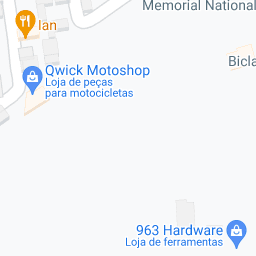 Memorial National
Ian
Bicla
Qwick Motoshop
Loja de peças
para motocicletas
963 Hardware
Loja de ferramentas